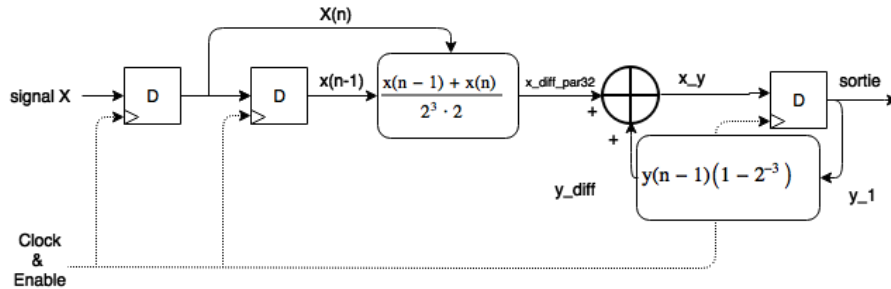 X(n)
signal X
D
D
x(n-1)
x(n − 1) + x(n)
2³ · 2
x_diff_par32
+
+
x_y
D
sortie
y_diff
y(n − 1)(1 − 2⁻³)
y_1
Clock
&
Enable